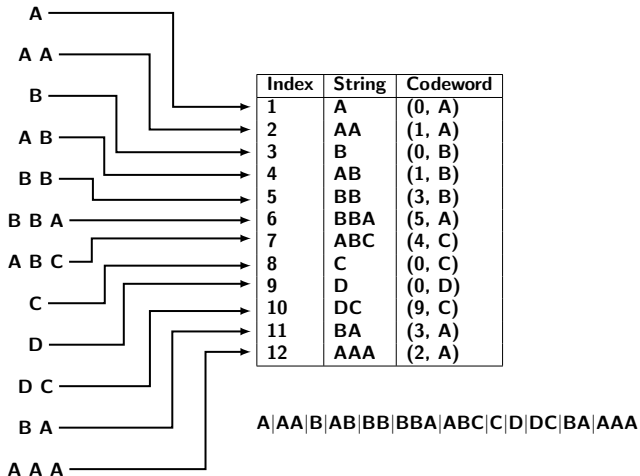 A
A A
B
A B
B B
B B A
A B C
C
D
D C
B A
A A A
Index String Codeword
1 A (0, A)
2 AA (1, A)
3 B (0, B)
4 AB (1, B)
5 BB (3, B)
6 BBA (5, A)
7 ABC (4, C)
8 C (0, C)
9 D (0, D)
10 DC (9, C)
11 BA (3, A)
12 AAA (2, A)
A|AA|B|AB|BB|BBA|ABC|C|D|DC|BA|AAA